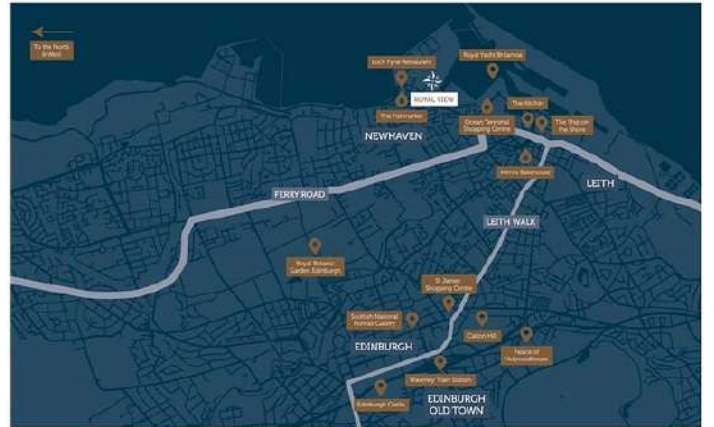 To the North
& West
Loch Fyne Restaurant
Royal Yacht Britannia
ROYAL VIEW
The Fishmarket
NEWHAVEN
Ocean Terminal
Shopping Centre
The Kitchin
The Ship on
the Shore
Mimi's Bakehouse
LEITH
FERRY ROAD
LEITH WALK
Royal Botanic
Garden Edinburgh
St James
Shopping Centre
Scottish National
Portrait Gallery
EDINBURGH
Calton Hill
Palace of
Holyroodhouse
Waverley Train Station
Edinburgh Castle
EDINBURGH
OLD TOWN